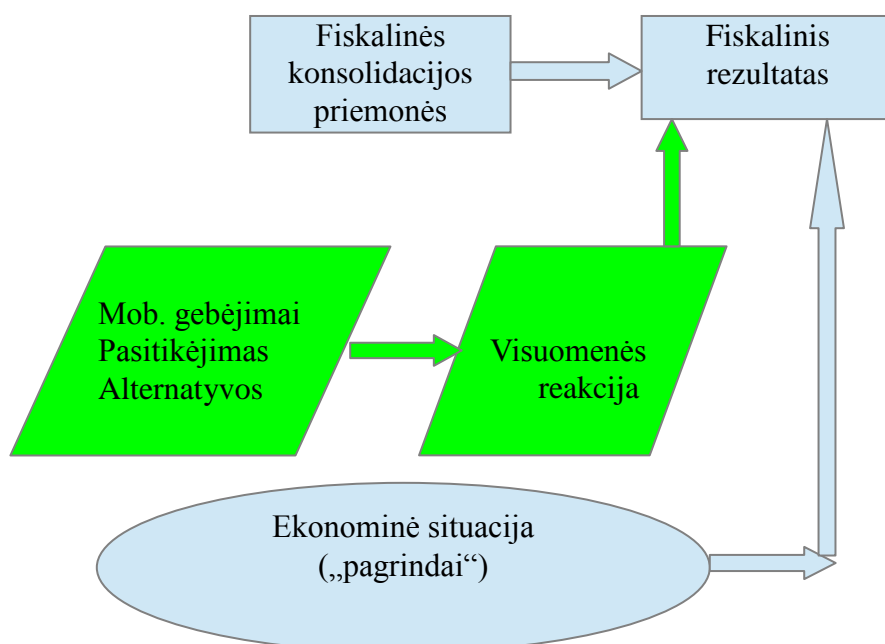 Fiskalinės
konsolidacijos
priemonės
Fiskalinis
rezultatas
Mob. gebėjimai
Pasitikėjimas
Alternatyvos
Visuomenės
reakcija
Ekonominė situacija
(„pagrindai“)